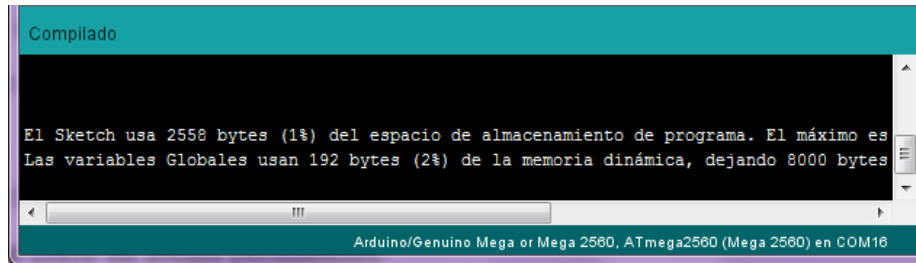 Compilado
El Sketch usa 2558 bytes (1%) del espacio de almacenamiento de programa. El máximo es
Las variables Globales usan 192 bytes (2%) de la memoria dinámica, dejando 8000 bytes
Arduino/Genuino Mega or Mega 2560, ATmega2560 (Mega 2560) en COM16